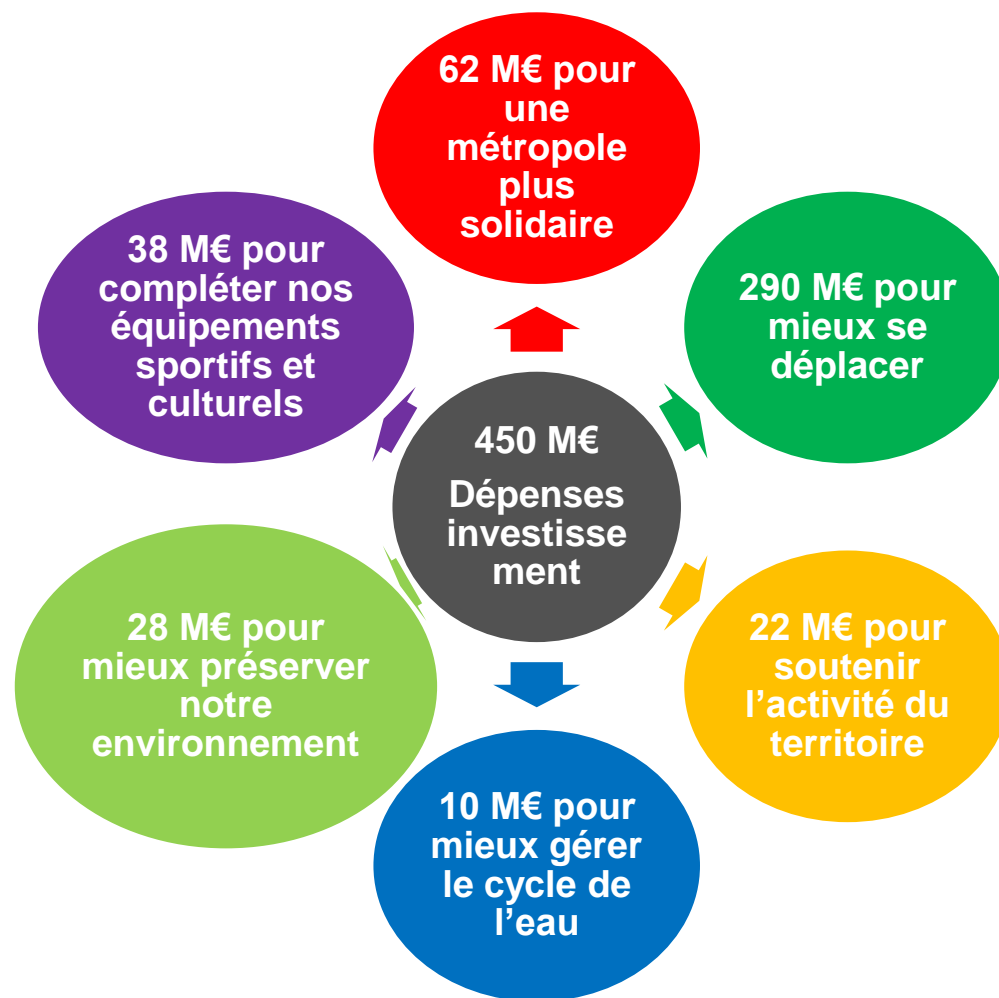 62 M€ pour
une
métropole
plus
solidaire
38 M€ pour
compléter nos
équipements
sportifs et
culturels
290 M€ pour
mieux se
déplacer
450 M€
Dépenses
investisse
ment
28 M€ pour
mieux préserver
notre
environnement
22 M€ pour
soutenir
l’activité du
territoire
10 M€ pour
mieux gérer
le cycle de
l’eau